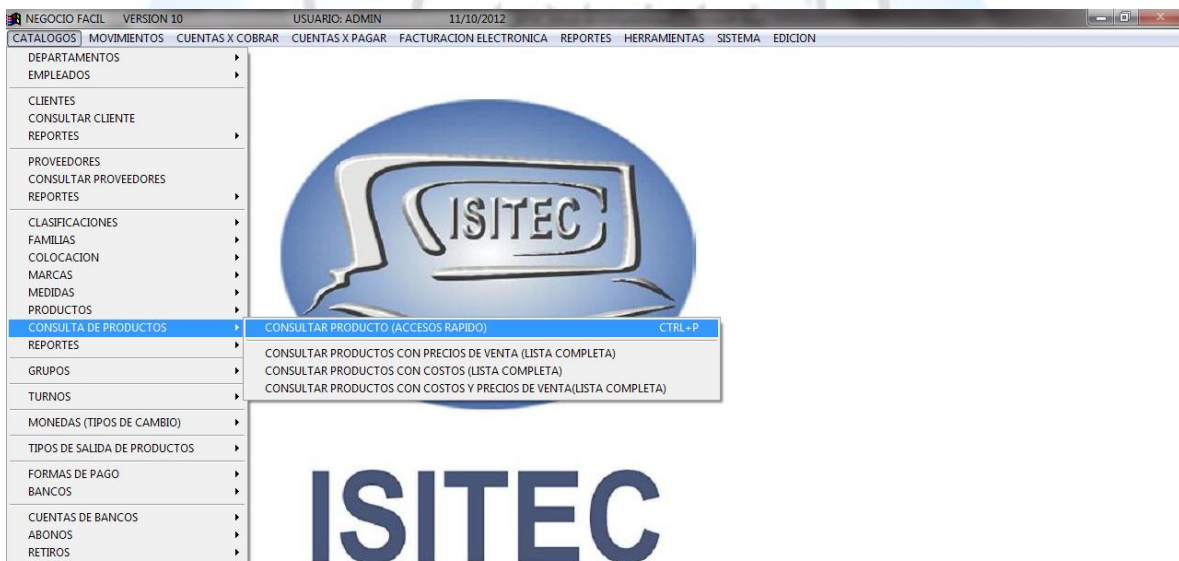 NEGOCIO FACIL VERSION 10 USUARIO: ADMIN 11/10/2012
CATALOGOS MOVIMIENTOS CUENTAS X COBRAR CUENTAS X PAGAR FACTURACION ELECTRONICA REPORTES HERRAMIENTAS SISTEMA EDICION
DEPARTAMENTOS
EMPLEADOS
CLIENTES
CONSULTAR CLIENTE
REPORTES
PROVEEDORES
CONSULTAR PROVEEDORES
REPORTES
CLASIFICACIONES
FAMILIAS
COLOCACION
MARCAS
MEDIDAS
PRODUCTOS
CONSULTA DE PRODUCTOS
REPORTES
GRUPOS
TURNOS
MONEDAS (TIPOS DE CAMBIO)
TIPOS DE SALIDA DE PRODUCTOS
FORMAS DE PAGO
BANCOS
CUENTAS DE BANCOS
ABONOS
RETIROS
CONSULTAR PRODUCTO (ACCESOS RAPIDO) CTRL+P
CONSULTAR PRODUCTOS CON PRECIOS DE VENTA (LISTA COMPLETA)
CONSULTAR PRODUCTOS CON COSTOS (LISTA COMPLETA)
CONSULTAR PRODUCTOS CON COSTOS Y PRECIOS DE VENTA(LISTA COMPLETA)
ISITEC
ISITEC